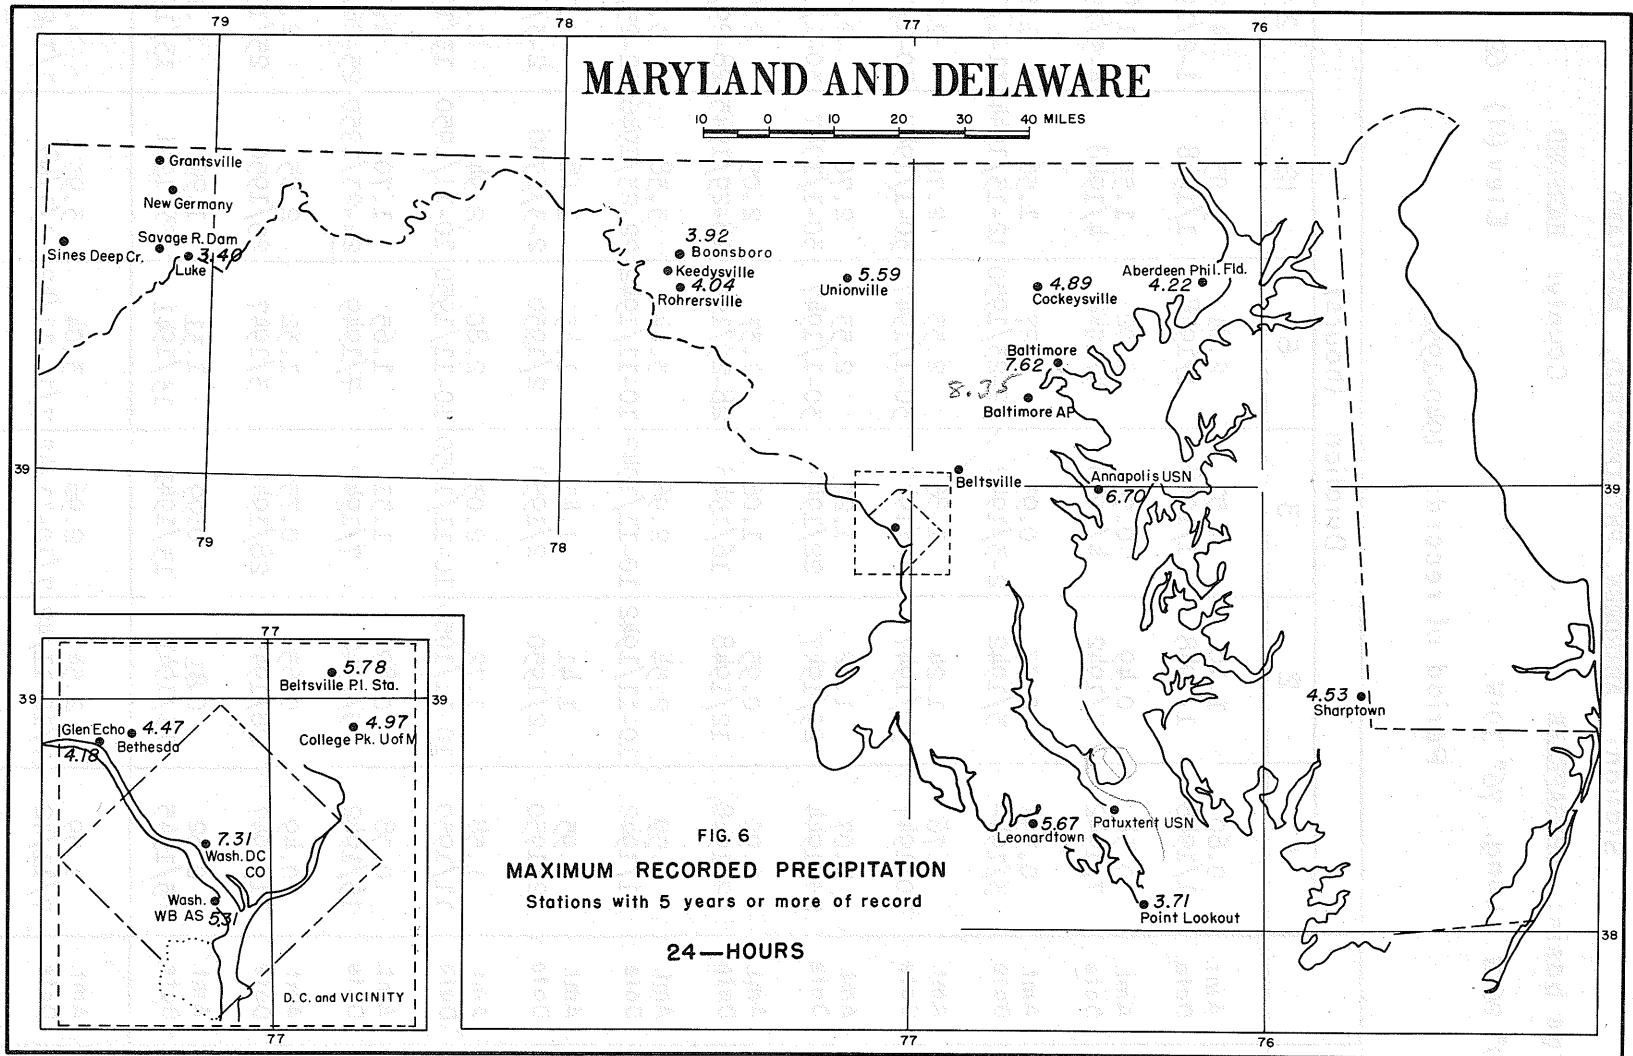 79
78
77
76
MARYLAND AND DELAWARE
10 0 10 20 30 40 MILES
Grantsville
New Germany
Sines Deep Cr.
Savage R. Dam
3.40
Luke
3.92
Boonsboro
Keedysville
4.04
Rohrersville
5.59
Unionville
4.89
Cockeysville
Aberdeen Phil. Fld.
4.22
Baltimore
7.62
8.35
Baltimore AP
39
Beltsville
Annapolis USN
6.70
39
79
78
77
5.78
Beltsville P.I. Sta.
39
39
Glen Echo
4.47
Bethesda
4.18
4.97
College Pk. U of M
7.31
Wash. DC
CO
Wash.
WB AS
5.31
D. C. and VICINITY
77
4.53
Sharptown
5.67
Leonardtown
Patuxtent USN
3.71
Point Lookout
FIG. 6
MAXIMUM RECORDED PRECIPITATION
Stations with 5 years or more of record
24—HOURS
38
77
76